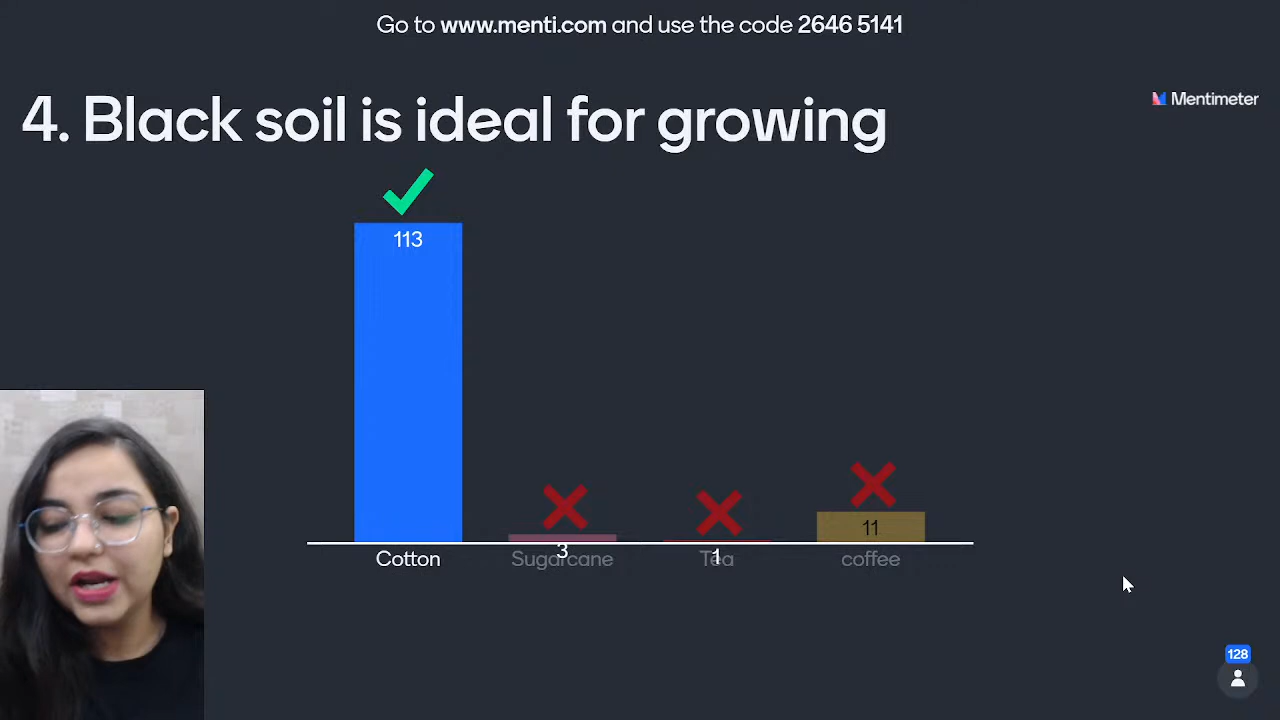 Go to www.menti.com and use the code 2646 5141
Mentimeter
4. Black soil is ideal for growing
113
3
1
11
Cotton
Sugarcane
Tea
coffee
128